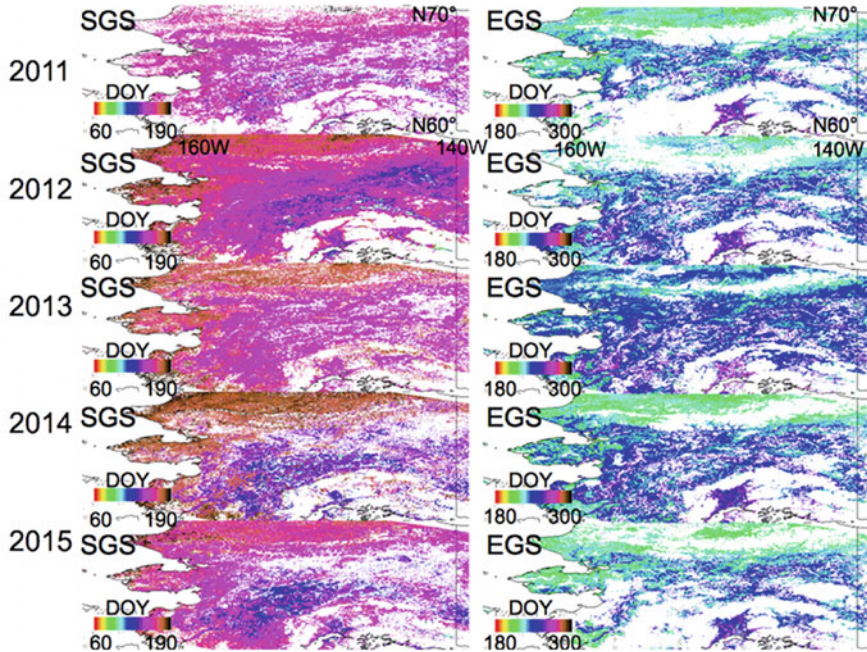 SGS N70° EGS N70°
2011
DOY DOY
60 190 N60° 180 300 N60°
SGS 160W 140W EGS 160W 140W
2012
DOY DOY
60 190 180 300
SGS EGS
2013
DOY DOY
60 190 180 300
2014
SGS EGS
DOY DOY
60 190 180 300
2015
SGS EGS
DOY DOY
60 190 180 300